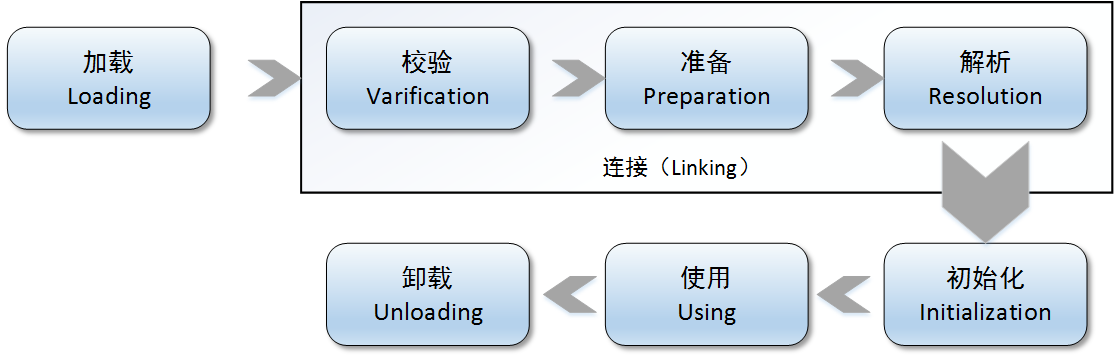 加载
Loading
校验
Varification
准备
Preparation
解析
Resolution
连接（Linking）
初始化
Initialization
使用
Using
卸载
Unloading